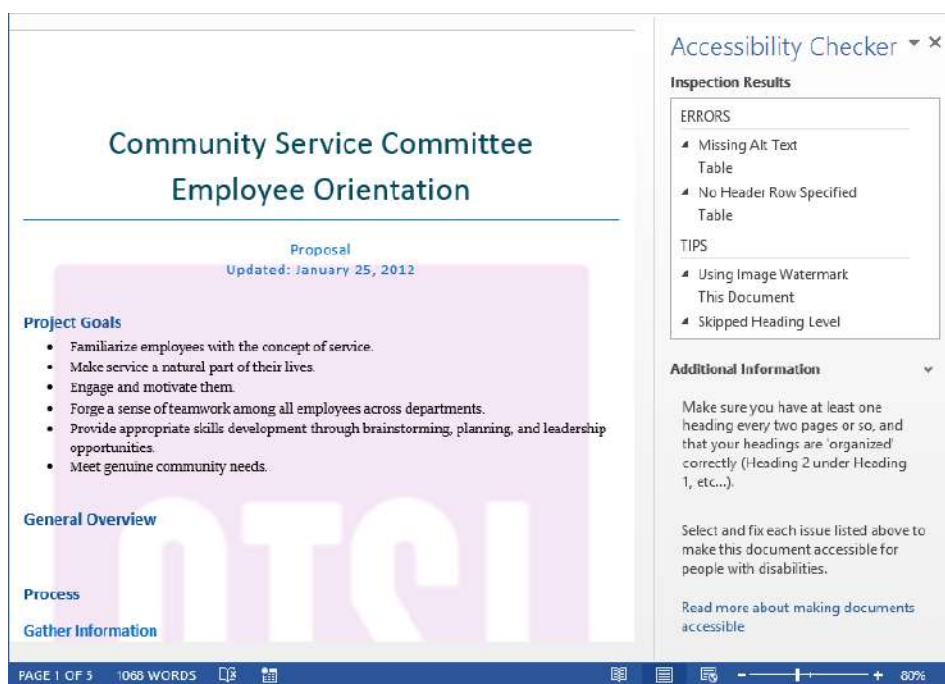 Community Service Committee
Employee Orientation
Proposal
Updated: January 25, 2012
Project Goals
• Familiarize employees with the concept of service.
• Make service a natural part of their lives.
• Engage and motivate them.
• Forge a sense of teamwork among all employees across departments.
• Provide appropriate skills development through brainstorming, planning, and leadership
opportunities.
• Meet genuine community needs.
General Overview
Process
Gather Information
Accessibility Checker
Inspection Results
ERRORS
Missing Alt Text
Table
No Header Row Specified
Table
TIPS
Using Image Watermark
This Document
Skipped Heading Level
Additional Information
Make sure you have at least one
heading every two pages or so, and
that your headings are 'organized'
correctly (Heading 2 under Heading
1, etc...).
Select and fix each issue listed above to
make this document accessible for
people with disabilities.
Read more about making documents
accessible
PAGE 1 OF 5 1068 WORDS
80%